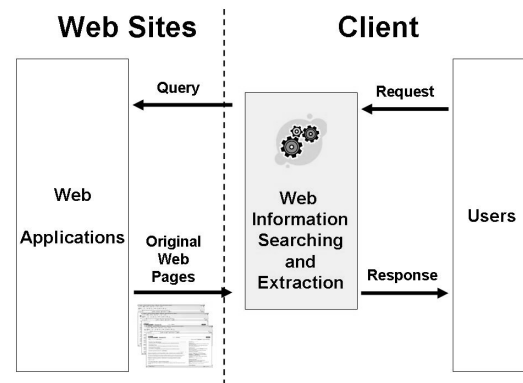 Web Sites
Client
Query
Request
Web
Applications
Web
Information
Searching
and
Extraction
Users
Original
Web
Pages
Response